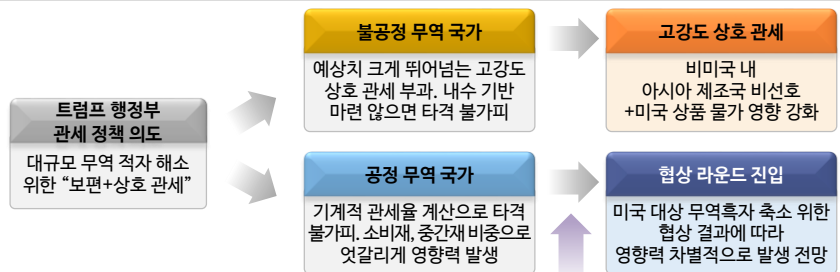 트럼프 행정부
관세 정책 의도
대규모 무역 적자 해소
위한 “보편+상호 관세”
불공정 무역 국가
예상치 크게 뛰어넘는 고강도
상호 관세 부과. 내수 기반
마련 않으면 타격 불가피
고강도 상호 관세
비미국 내
아시아 제조국 비선호
+미국 상품 물가 영향 강화
공정 무역 국가
기계적 관세율 계산으로 타격
불가피. 소비재, 중간재 비중으로
엇갈리게 영향력 발생
협상 라운드 진입
미국 대상 무역흑자 축소 위한
협상 결과에 따라
영향력 차별적으로 발생 전망